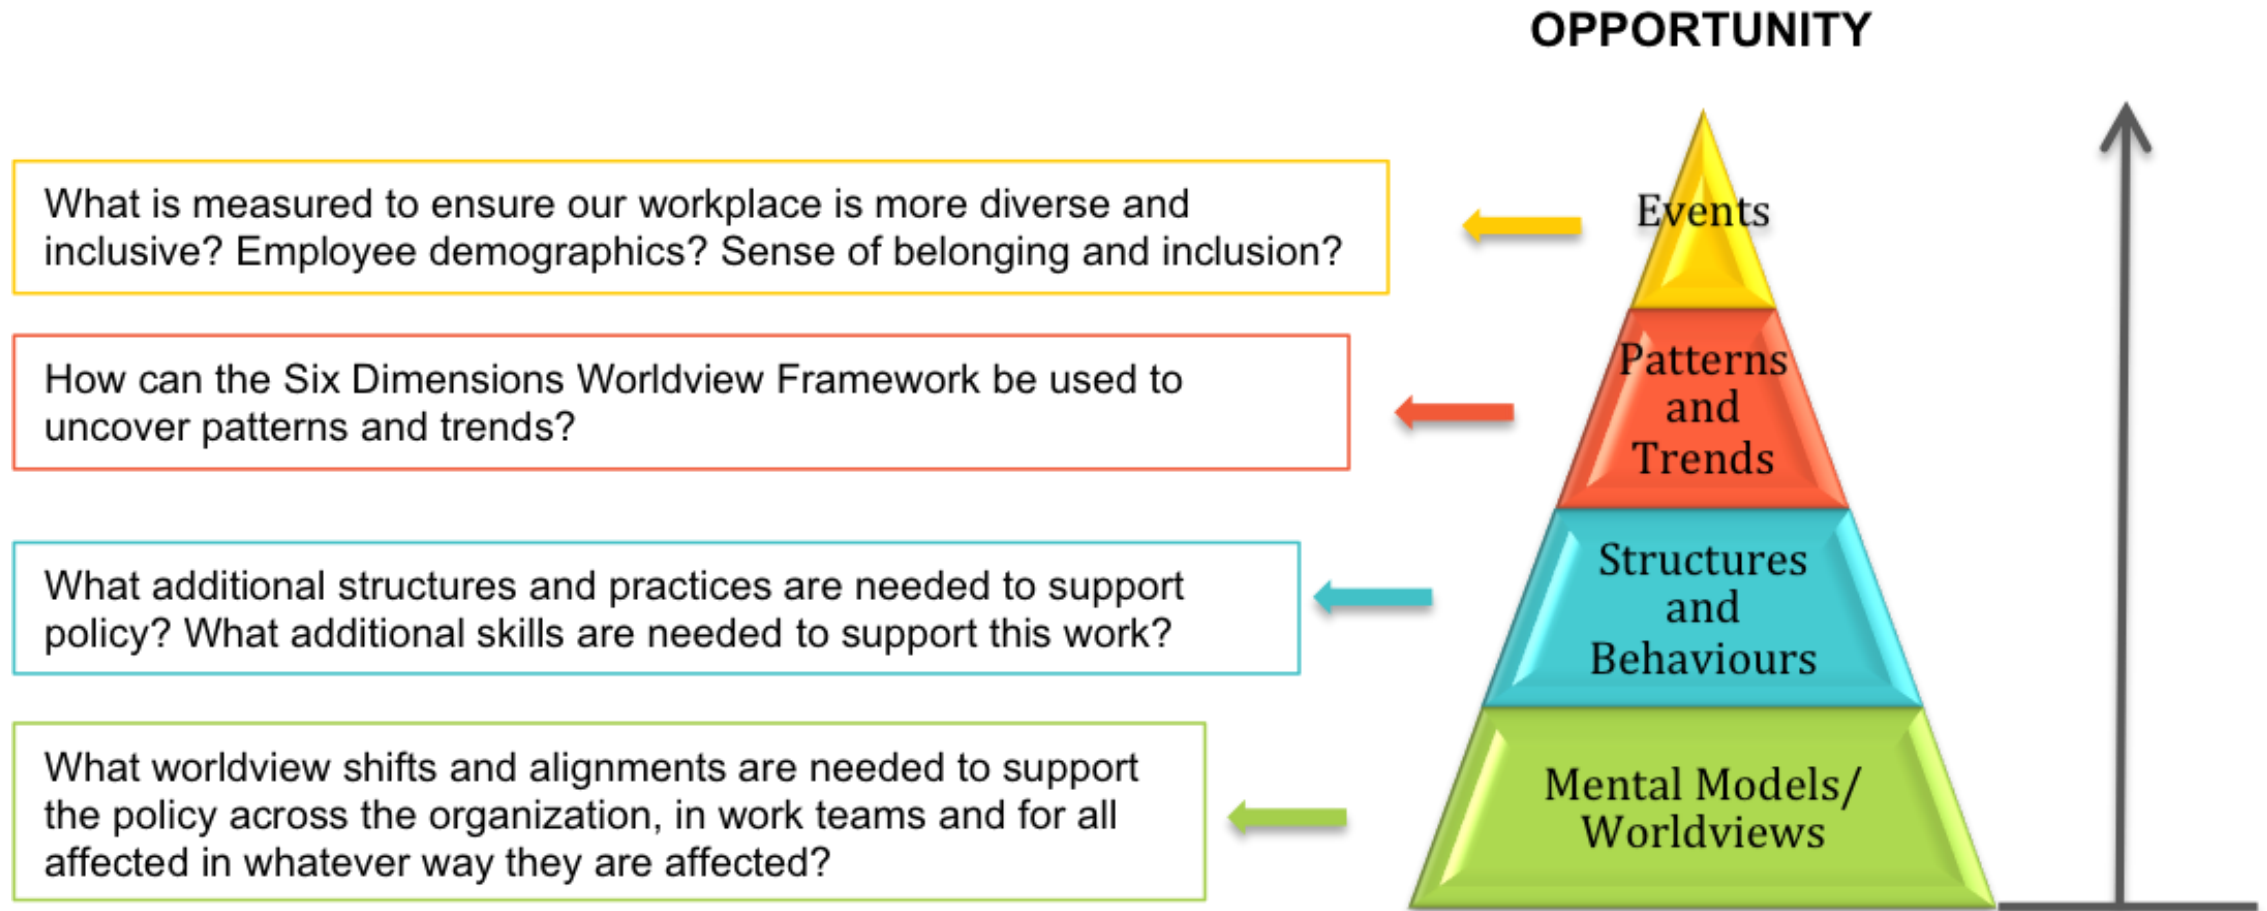 OPPORTUNITY
What is measured to ensure our workplace is more diverse and
inclusive? Employee demographics? Sense of belonging and inclusion?
Events
How can the Six Dimensions Worldview Framework be used to
uncover patterns and trends?
Patterns
and
Trends
What additional structures and practices are needed to support
policy? What additional skills are needed to support this work?
Structures
and
Behaviours
What worldview shifts and alignments are needed to support
the policy across the organization, in work teams and for all
affected in whatever way they are affected?
Mental Models/
Worldviews